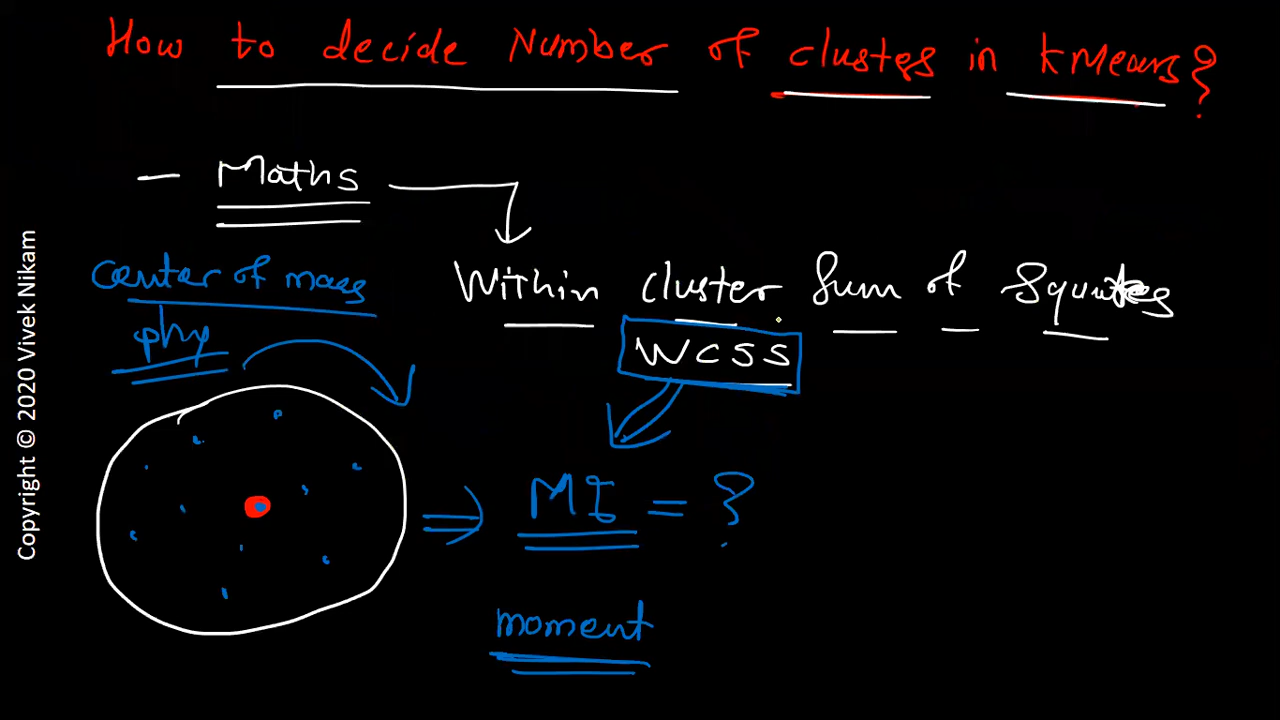 How to decide Number of clustes in kMeans?
- Maths
center of mass
phy
Within cluster Sum of Squares
WCSS
MI = ?
moment
Copyright © 2020 Vivek Nikam